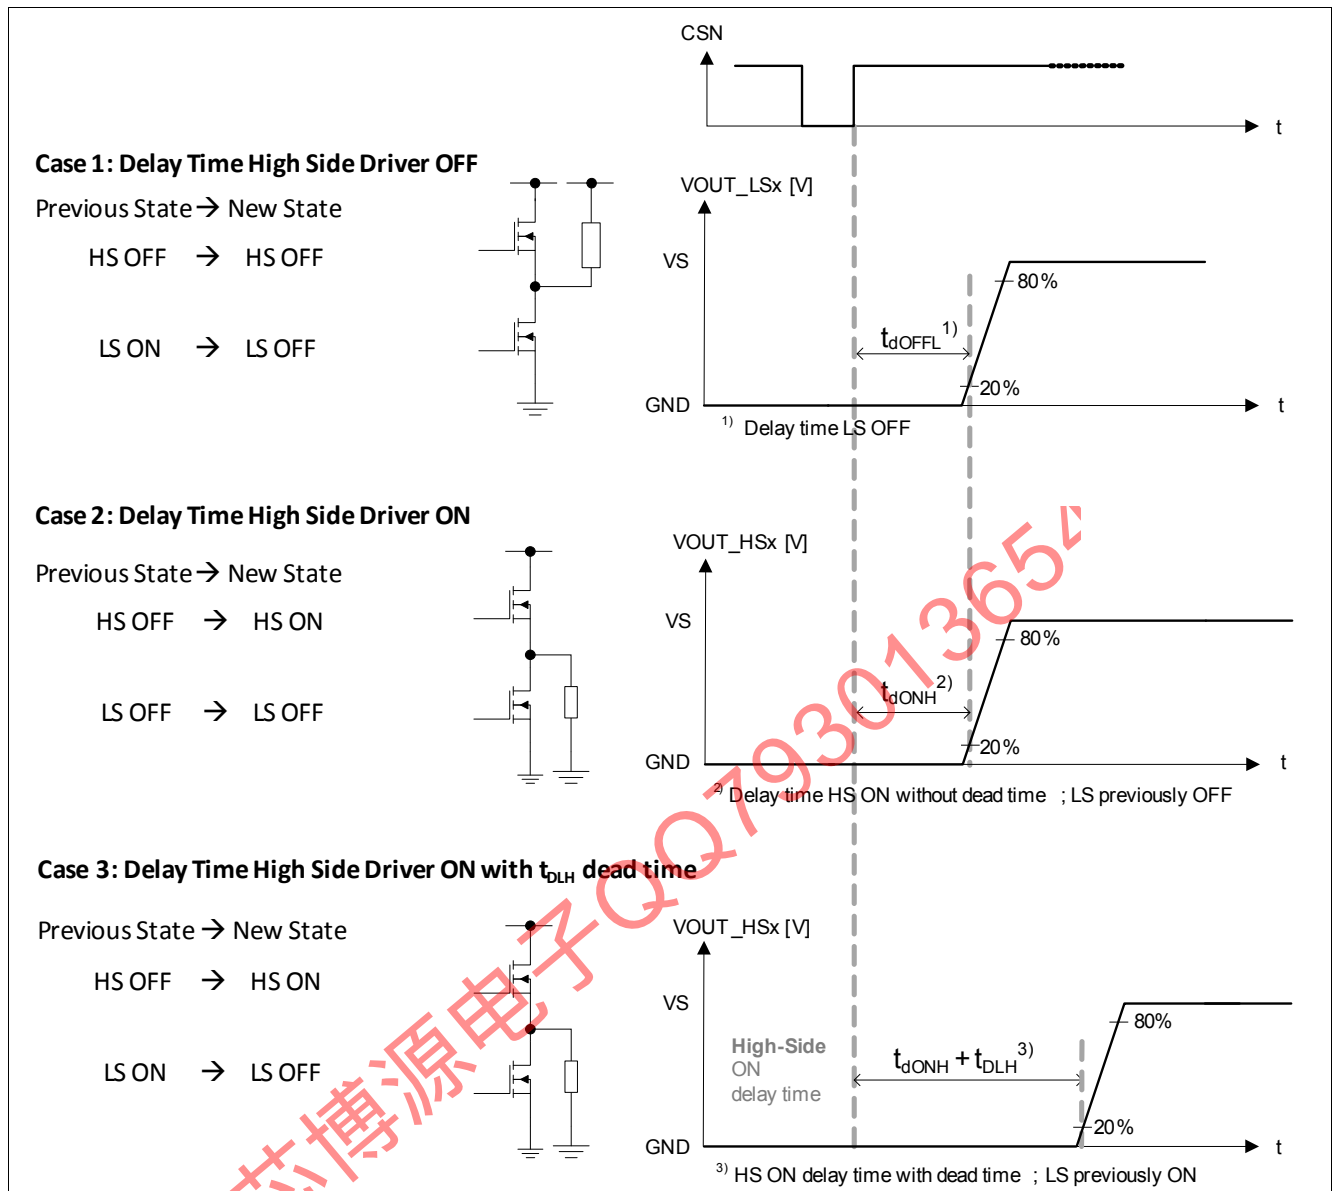 CSN
t
Case 1: Delay Time High Side Driver OFF
Previous State → New State
HS OFF → HS OFF
LS ON → LS OFF
VOUT_LSx [V]
VS
80%
tdOFFL1)
20%
GND
t
1) Delay time LS OFF
Case 2: Delay Time High Side Driver ON
Previous State → New State
HS OFF → HS ON
LS OFF → LS OFF
VOUT_HSx [V]
VS
80%
tdONH2)
20%
GND
t
2) Delay time HS ON without dead time ; LS previously OFF
Case 3: Delay Time High Side Driver ON with tDLH dead time
Previous State → New State
HS OFF → HS ON
LS ON → LS OFF
VOUT_HSx [V]
VS
80%
High-Side
ON
delay time
tdONH + tDLH3)
20%
GND
t
3) HS ON delay time with dead time ; LS previously ON
芯博源电子QQ793013654